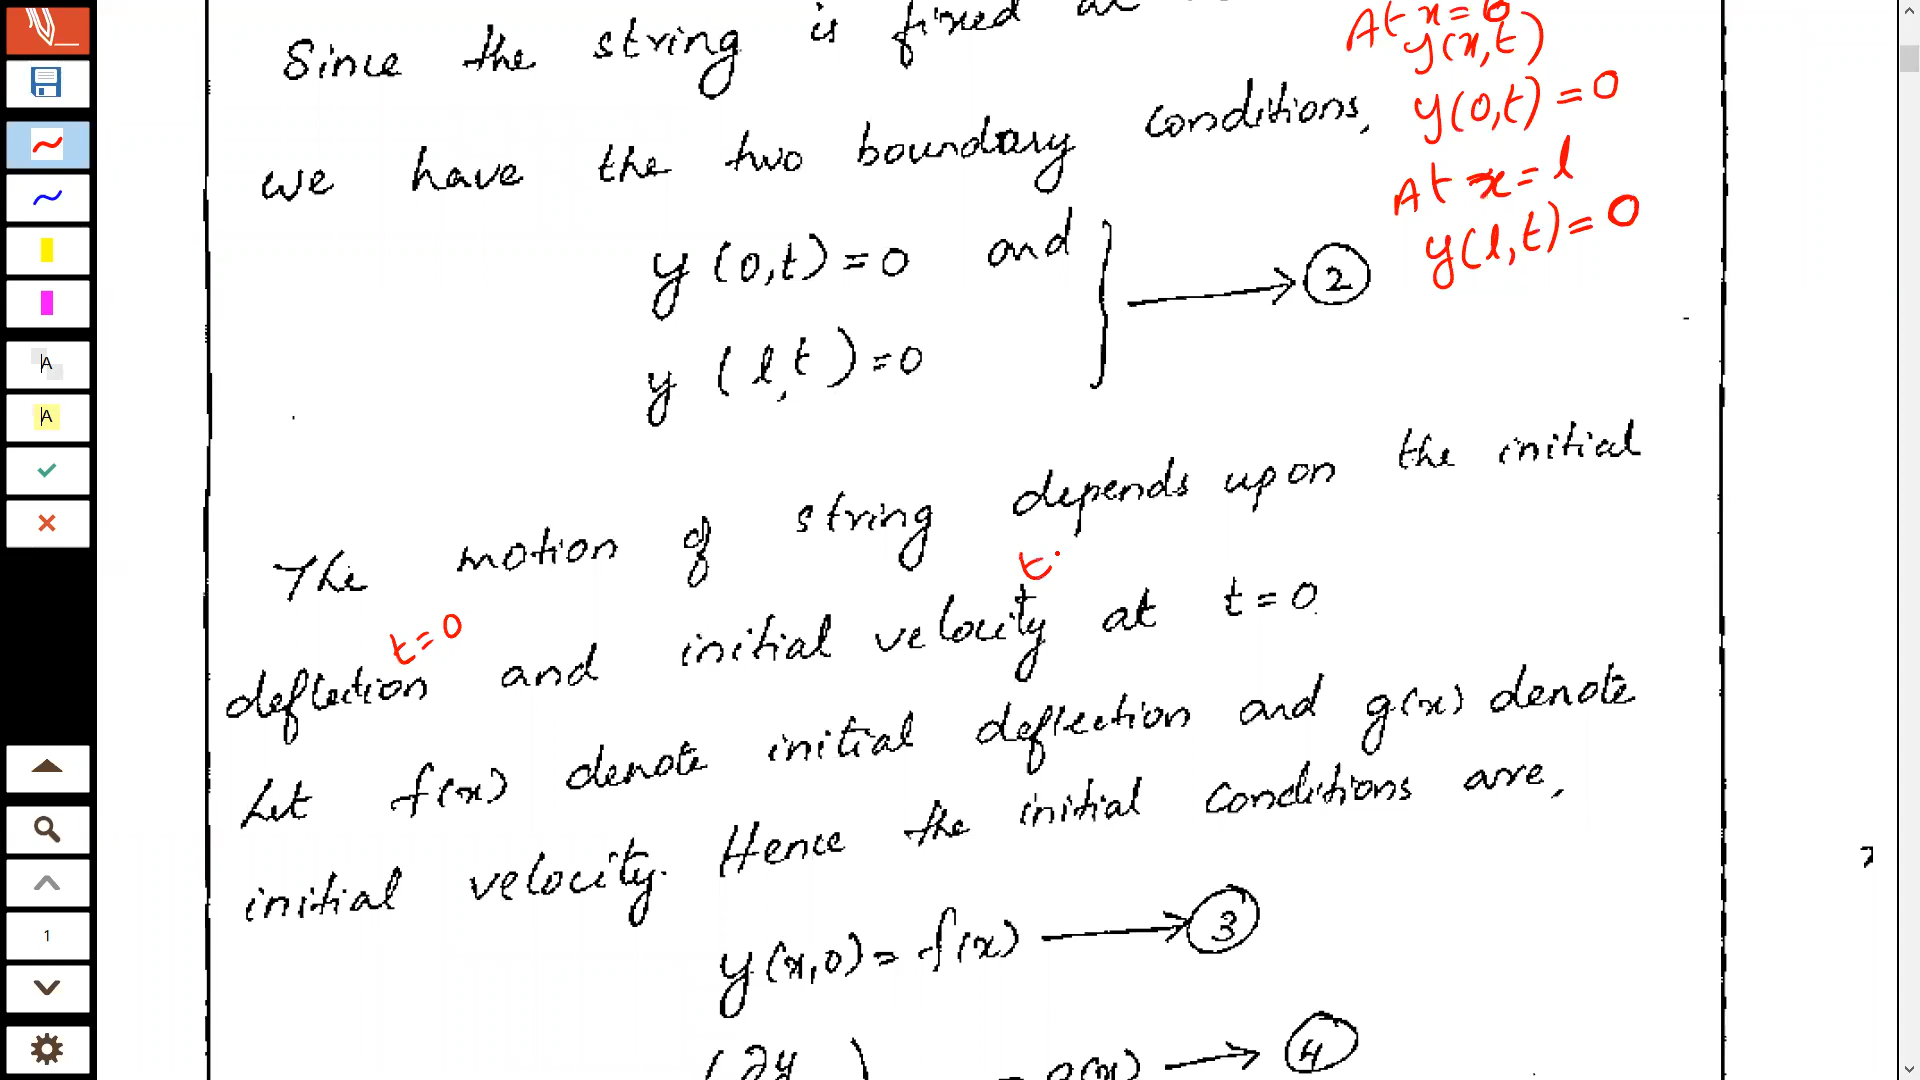 Since the string is fixed at
At x=0
y(x,t)
we have the two boundary conditions,
y(0,t)=0
At x=l
y(l,t)=0
y (0,t)=0 and
2
y (l,t)=0
The motion of string depends upon the initial
t
t=0
deflection and initial velocity at t=0
Let f(x) denote initial deflection and g(x) denote
initial velocity. Hence the initial conditions are,
y(x,0)= f(x) → 3
(∂y ) = g(x) → 4
A
A
1